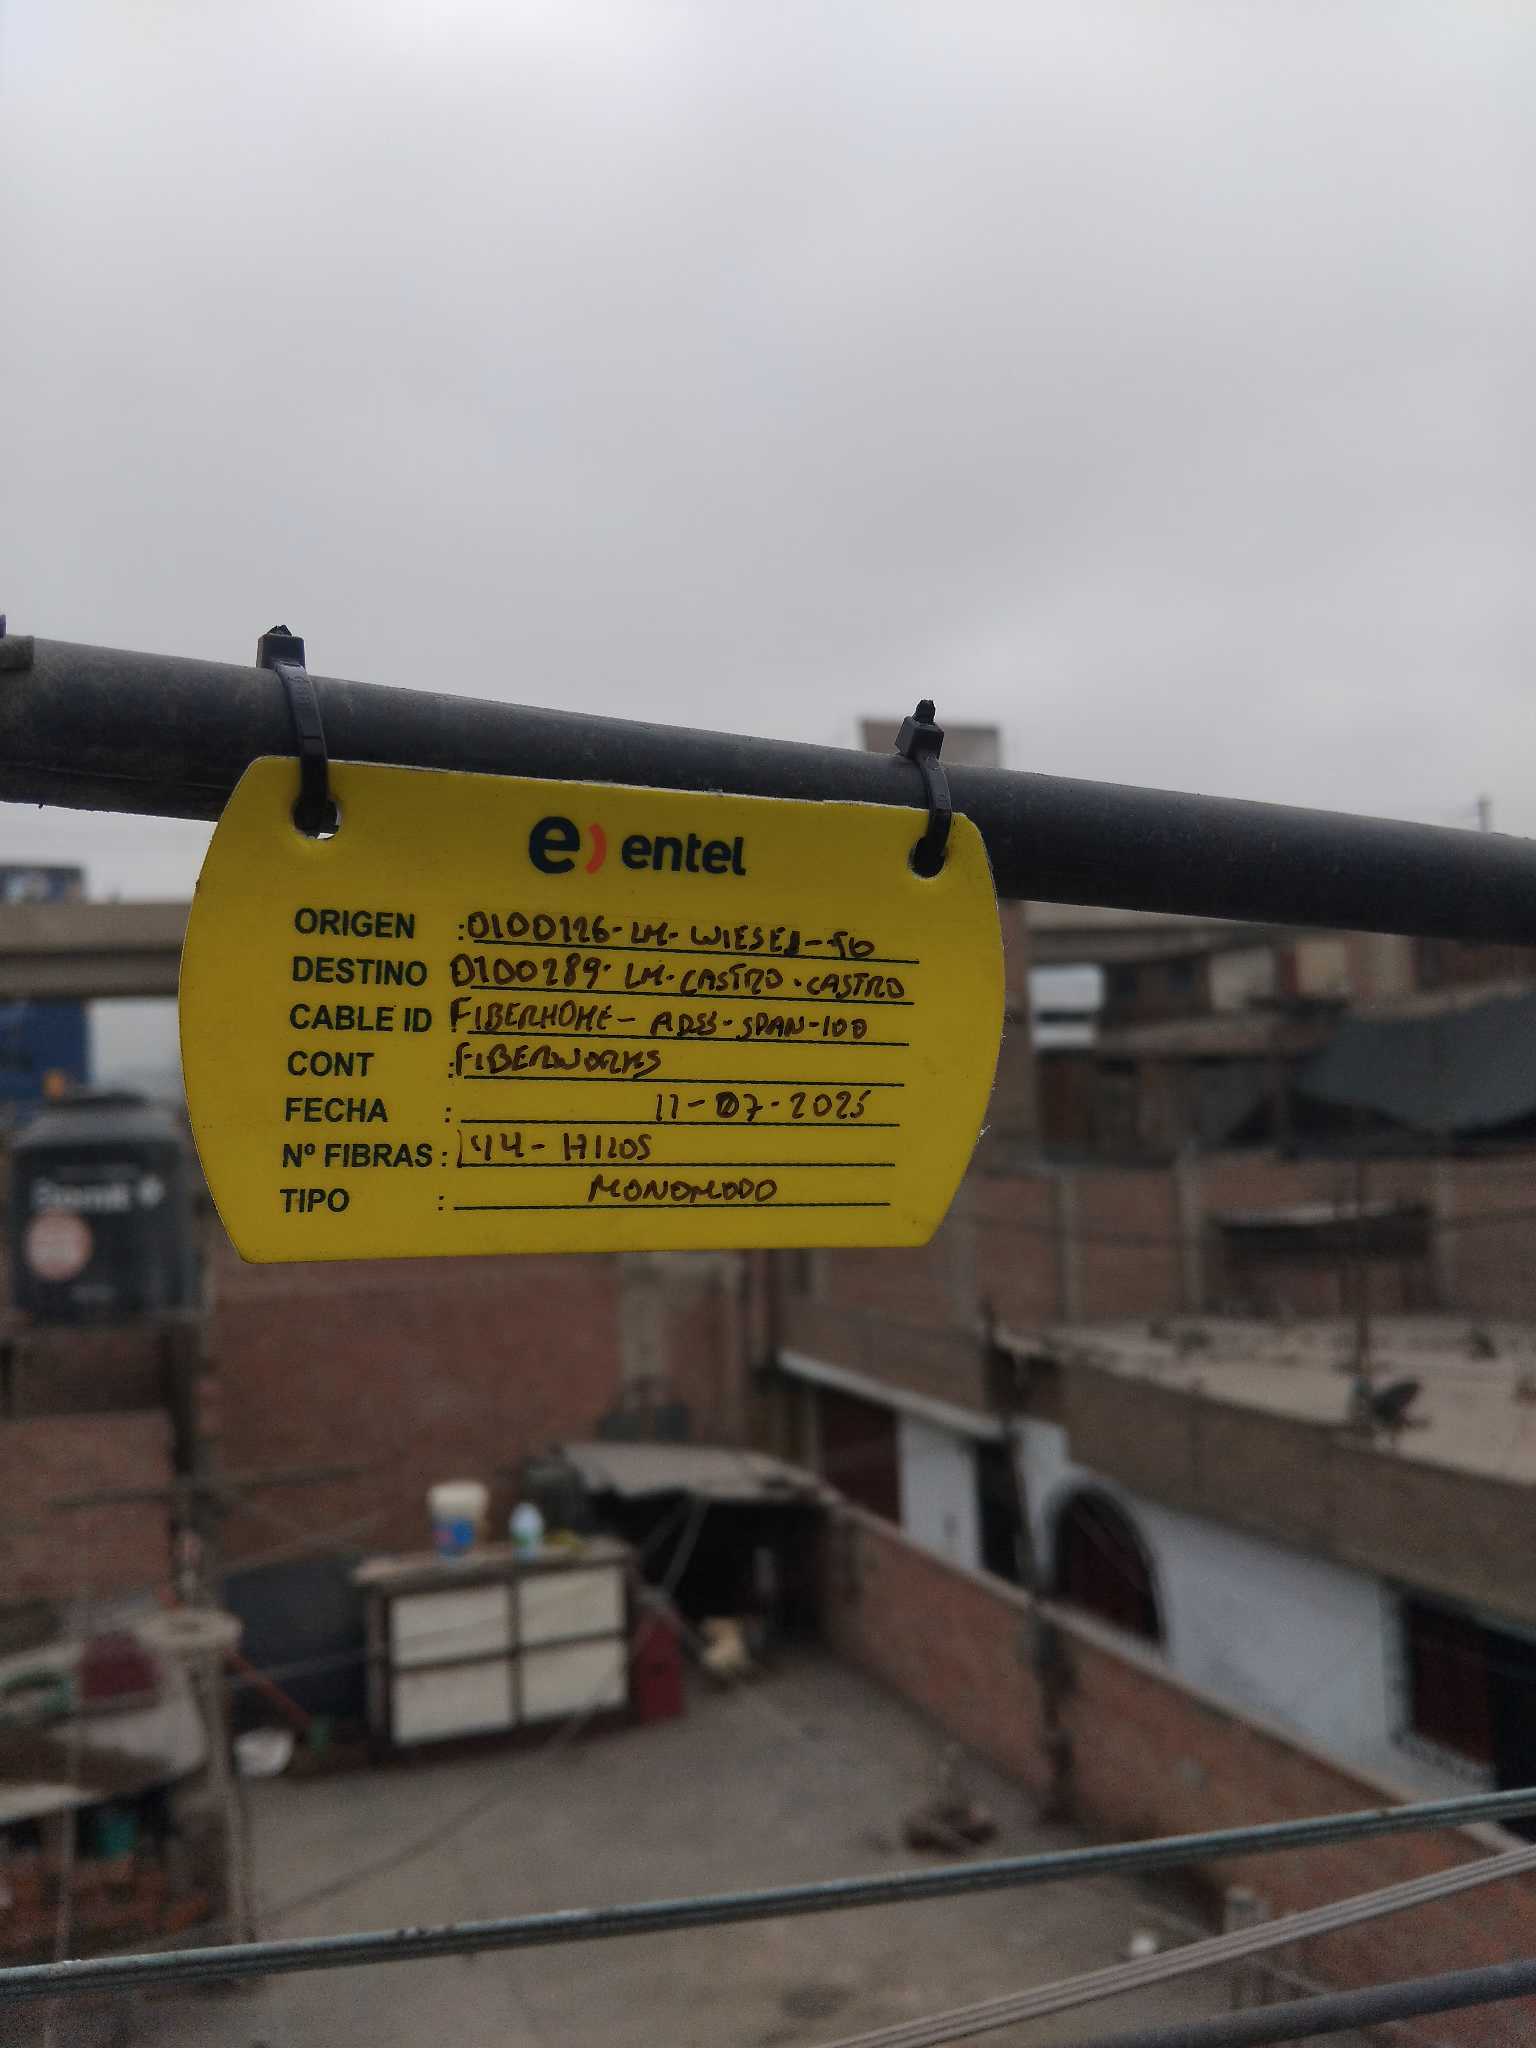 e) entel
ORIGEN : 0100126-LM-WIESES-FO
DESTINO 0100289-LM-CASTRO-CASTRO
CABLE ID FIBERHOME-ADSS-SPAN-100
CONT : FIBERWORKS
FECHA : 11-07-2025
Nº FIBRAS : 144-HILOS
TIPO : MONOMODO